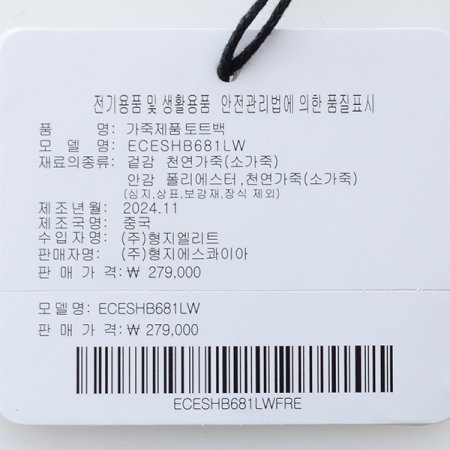 전기용품 및 생활용품 안전관리법에 의한 품질표시
품 명: 가죽제품토트백
모 델 명: ECESHB681LW
재료의종류: 겉감 천연가죽(소가죽)
안감 폴리에스터,천연가죽(소가죽)
(심지,상표,보강재,장식 제외)
제조년월: 2024.11
제조국명: 중국
수입자명: (주)형지엘리트
판매자명: (주)형지에스콰이아
판 매 가 격: ₩ 279,000
모델명: ECESHB681LW
판 매 가 격: ₩ 279,000
ECESHB681LWFRE